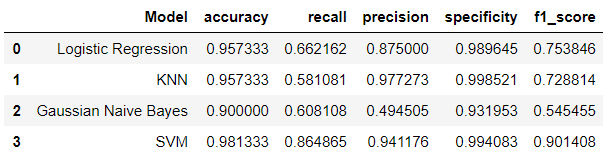 Model accuracy recall precision specificity f1_score
0 Logistic Regression 0.957333 0.662162 0.875000 0.989645 0.753846
1 KNN 0.957333 0.581081 0.977273 0.998521 0.728814
2 Gaussian Naive Bayes 0.900000 0.608108 0.494505 0.931953 0.545455
3 SVM 0.981333 0.864865 0.941176 0.994083 0.901408